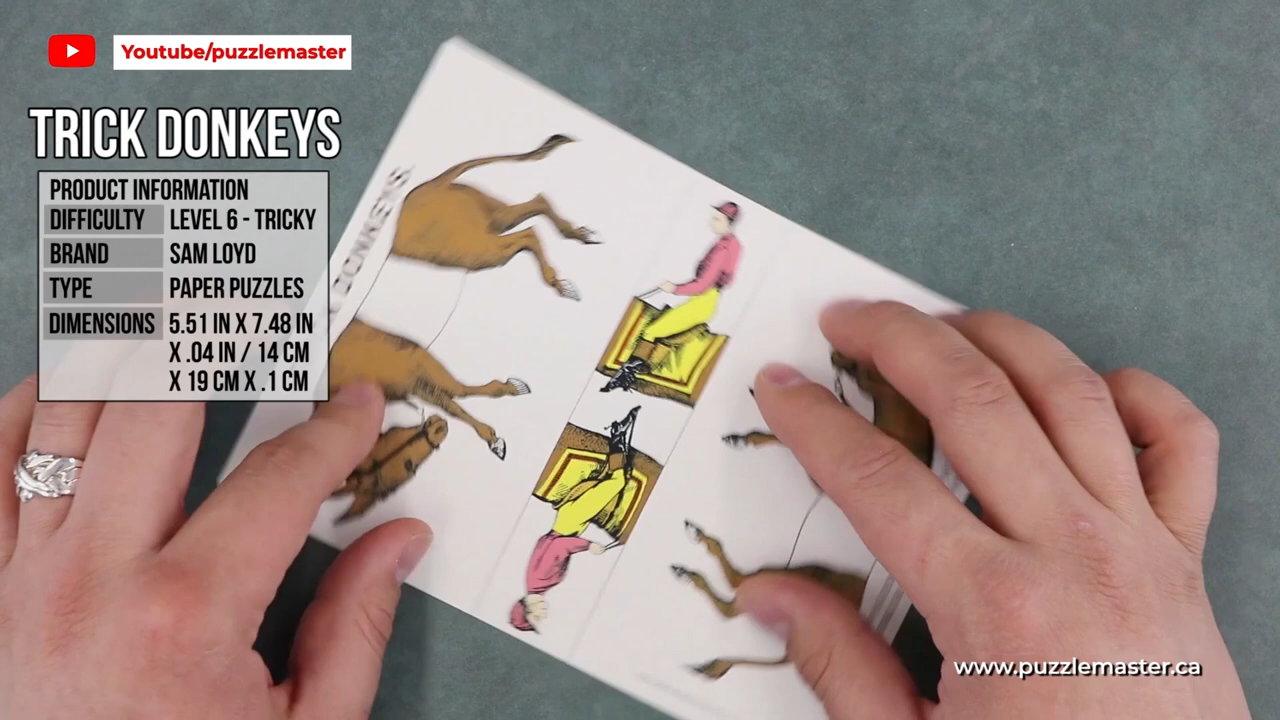 Youtube/puzzlemaster
TRICK DONKEYS
PRODUCT INFORMATION
DIFFICULTY LEVEL 6 - TRICKY
BRAND SAM LOYD
TYPE PAPER PUZZLES
DIMENSIONS 5.51 IN X 7.48 IN
X .04 IN / 14 CM
X 19 CM X .1 CM
DONKEYS
www.puzzlemaster.ca